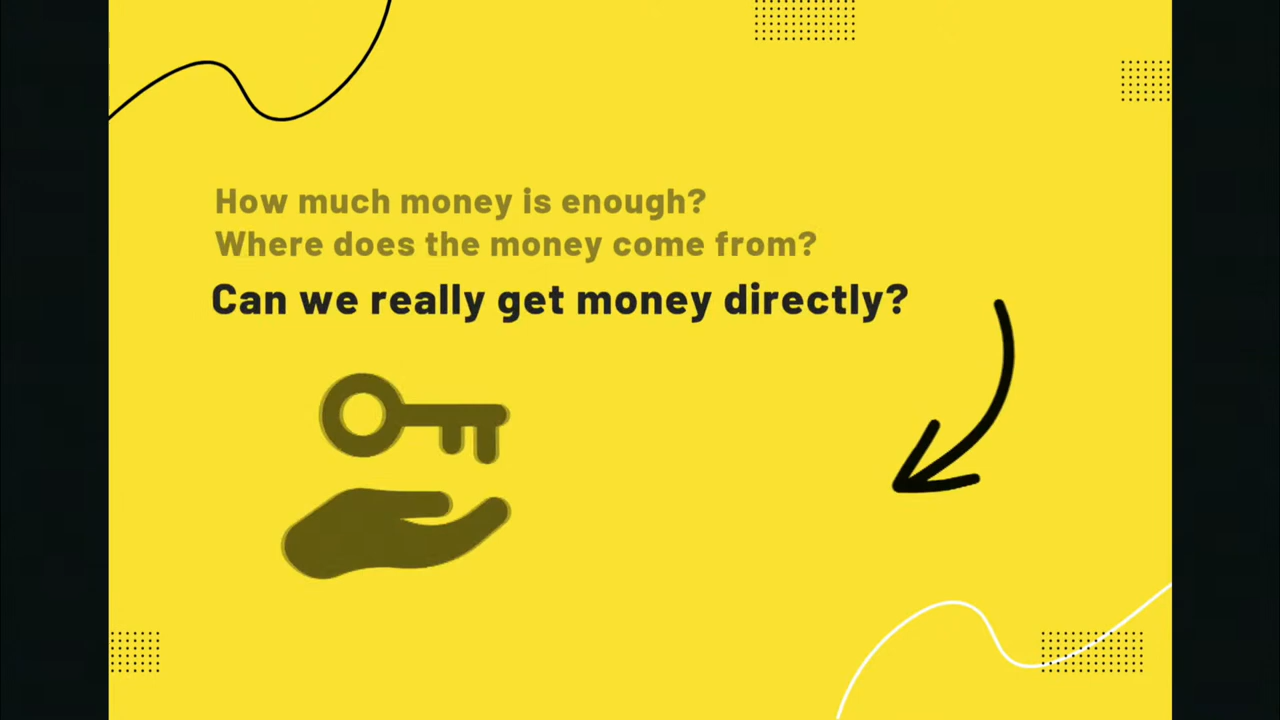 How much money is enough?
Where does the money come from?
Can we really get money directly?